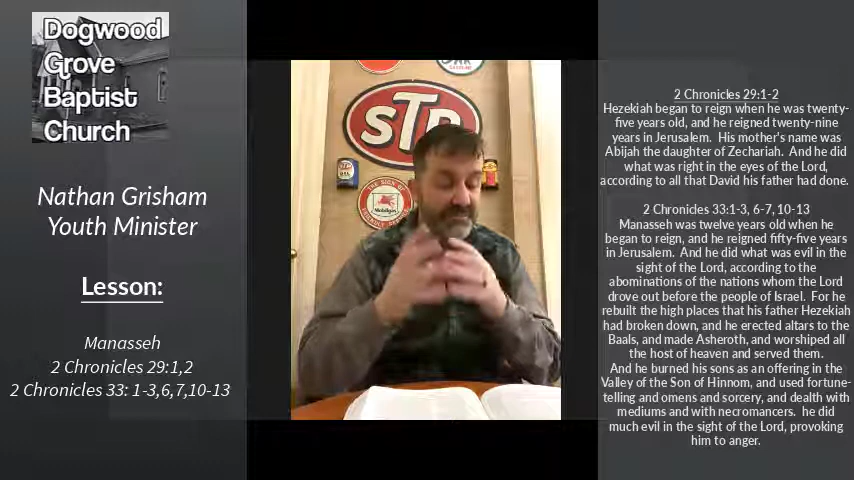 Dogwood
Grove
Baptist
Church
Nathan Grisham
Youth Minister
Lesson:
Manasseh
2 Chronicles 29:1,2
2 Chronicles 33: 1-3,6,7,10-13
STP
THE SIGN OF
Mobilgas
FRIENDLY SERVICE
2 Chronicles 29:1-2
Hezekiah began to reign when he was twenty-
five years old, and he reigned twenty-nine
years in Jerusalem.  His mother's name was
Abijah the daughter of Zechariah.  And he did
what was right in the eyes of the Lord,
according to all that David his father had done.
2 Chronicles 33:1-3, 6-7, 10-13
Manasseh was twelve years old when he
began to reign, and he reigned fifty-five years
in Jerusalem.  And he did what was evil in the
sight of the Lord, according to the
abominations of the nations whom the Lord
drove out before the people of Israel.  For he
rebuilt the high places that his father Hezekiah
had broken down, and he erected altars to the
Baals, and made Asheroth, and worshiped all
the host of heaven and served them.
And he burned his sons as an offering in the
Valley of the Son of Hinnom, and used fortune-
telling and omens and sorcery, and dealth with
mediums and with necromancers.  he did
much evil in the sight of the Lord, provoking
him to anger.